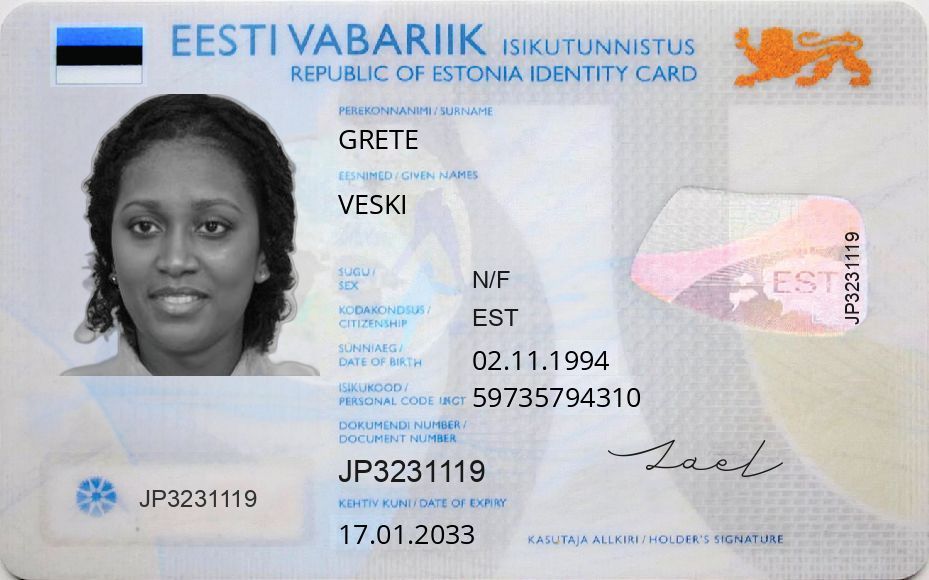 EESTI VABARIIK ISIKUTUNNISTUS
REPUBLIC OF ESTONIA IDENTITY CARD
PEREKONNANIMI / SURNAME
GRETE
EESNIMED / GIVEN NAMES
VESKI
SUGU / SEX
N/F
KODAKONDSUS / CITIZENSHIP
EST
SÜNNIAEG / DATE OF BIRTH
02.11.1994
ISIKUKOOD / PERSONAL CODE
59735794310
DOKUMENDI NUMBER / DOCUMENT NUMBER
JP3231119
KEHTIV KUNI / DATE OF EXPIRY
17.01.2033
JP3231119
EST
JP3231119
KASUTAJA ALLKIRI / HOLDER'S SIGNATURE